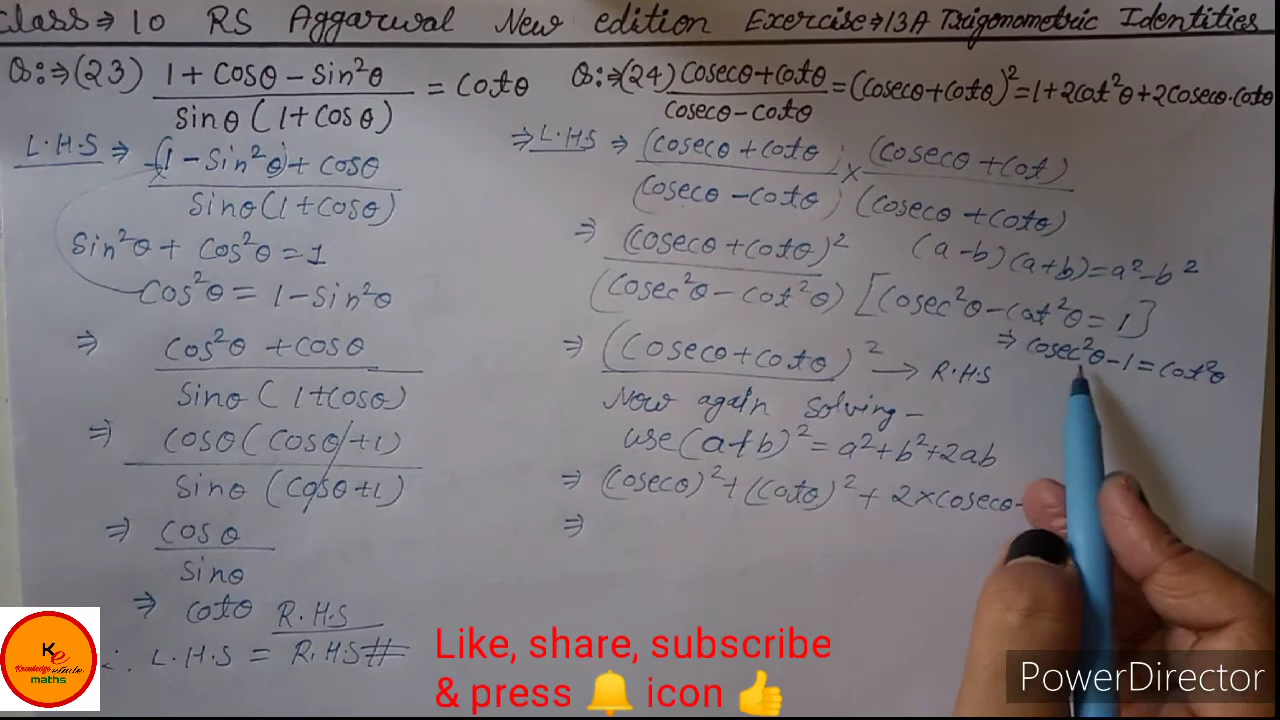 Class⇒10 RS Aggarwal New edition Exercise⇒13A Trigonometric Identities
Q:⇒(23) (1 + cosθ - sin²θ) / (sinθ(1 + cosθ)) = cotθ
L.H.S ⇒ ((1 - sin²θ) + cosθ) / (sinθ(1 + cosθ))
sin²θ + cos²θ = 1
cos²θ = 1 - sin²θ
⇒ (cos²θ + cosθ) / (sinθ(1 + cosθ))
⇒ (cosθ(cosθ + 1)) / (sinθ(cosθ + 1))
⇒ cosθ / sinθ
⇒ cotθ R.H.S
∴ L.H.S = R.H.S#
Q:⇒(24) (cosecθ + cotθ) / (cosecθ - cotθ) = (cosecθ + cotθ)² = 1 + 2cot²θ + 2cosecθ.cotθ
⇒ L.H.S ⇒ (cosecθ + cotθ) / (cosecθ - cotθ) × (cosecθ + cot) / (cosecθ + cotθ)
⇒ (cosecθ + cotθ)² / (cosec²θ - cot²θ)
(a - b)(a + b) = a² - b²
[cosec²θ - cot²θ = 1]
⇒ cosec²θ - 1 = cot²θ
⇒ (cosecθ + cotθ)² → R.H.S
Now again solving -
use (a + b)² = a² + b² + 2ab
⇒ (cosecθ)² + (cotθ)² + 2×cosecθ.
⇒
Ke
Knowledge
maths
Like, share, subscribe
& press 🔔 icon 👍
PowerDirector